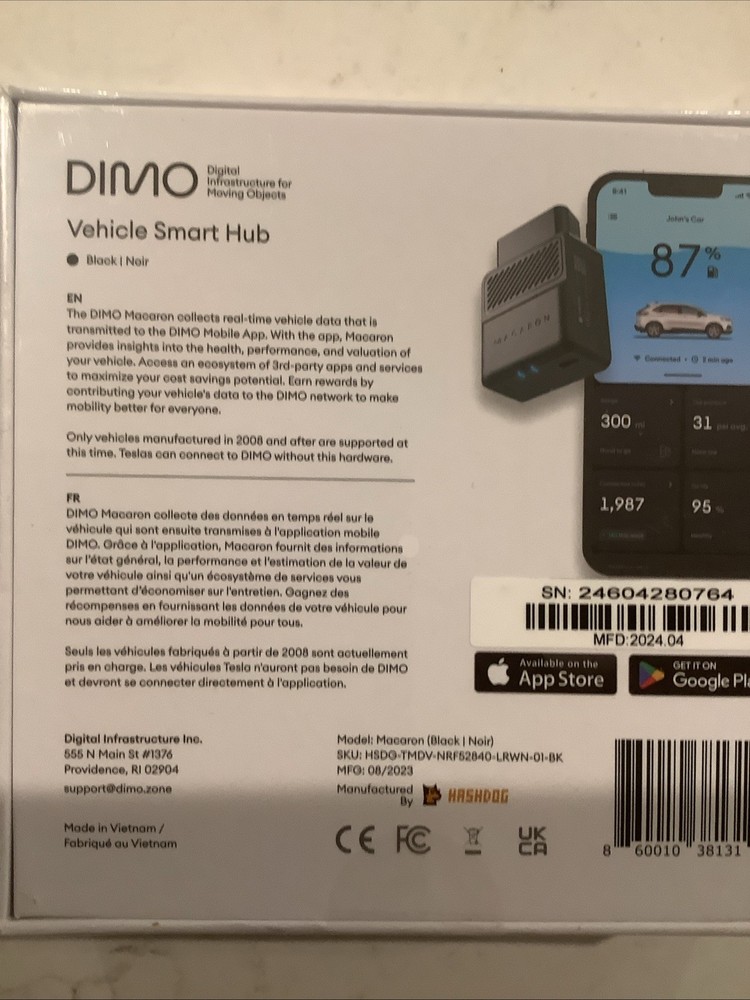 DIMO
Digital
Infrastructure for
Moving Objects
Vehicle Smart Hub
Black | Noir
EN
The DIMO Macaron collects real-time vehicle data that is
transmitted to the DIMO Mobile App. With the app, Macaron
provides insights into the health, performance, and valuation of
your vehicle. Access an ecosystem of 3rd-party apps and services
to maximize your cost savings potential. Earn rewards by
contributing your vehicle's data to the DIMO network to make
mobility better for everyone.
Only vehicles manufactured in 2008 and after are supported at
this time. Teslas can connect to DIMO without this hardware.
FR
DIMO Macaron collecte des données en temps réel sur le
véhicule qui sont ensuite transmises à l'application mobile
DIMO. Grâce à l'application, Macaron fournit des informations
sur l'état général, la performance et l'estimation de la valeur de
votre véhicule ainsi qu'un écosystème de services vous
permettant d'économiser sur l'entretien. Gagnez des
récompenses en fournissant les données de votre véhicule pour
nous aider à améliorer la mobilité pour tous.
Seuls les véhicules fabriqués à partir de 2008 sont actuellement
pris en charge. Les véhicules Tesla n'auront pas besoin de DIMO
et devront se connecter directement à l'application.
Digital Infrastructure Inc.
555 N Main St #1376
Providence, RI 02904
support@dimo.zone
Made in Vietnam /
Fabriqué au Vietnam
9:41
John's Car
87%
Connected • 2 min ago
300 mi
31
1,987
95 %
SN: 24604280764
MFD:2024.04
Available on the
App Store
GET IT ON
Google Pla
Model: Macaron (Black | Noir)
SKU: HSDG-TMDV-NRF52840-LRWN-01-BK
MFG: 08/2023
Manufactured
By
HASHDOG
CE FC
UK
CA
8 60010 38131